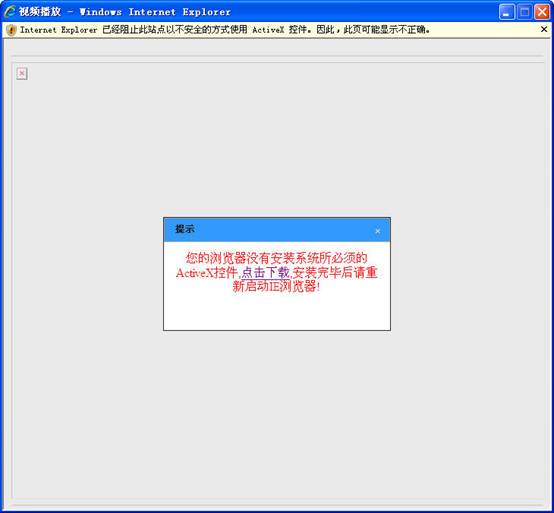 视频播放 - Windows Internet Explorer
Internet Explorer 已经阻止此站点以不安全的方式使用 ActiveX 控件。因此，此页可能显示不正确。
提示
您的浏览器没有安装系统所必须的
ActiveX控件,点击下载,安装完毕后请重
新启动IE浏览器!